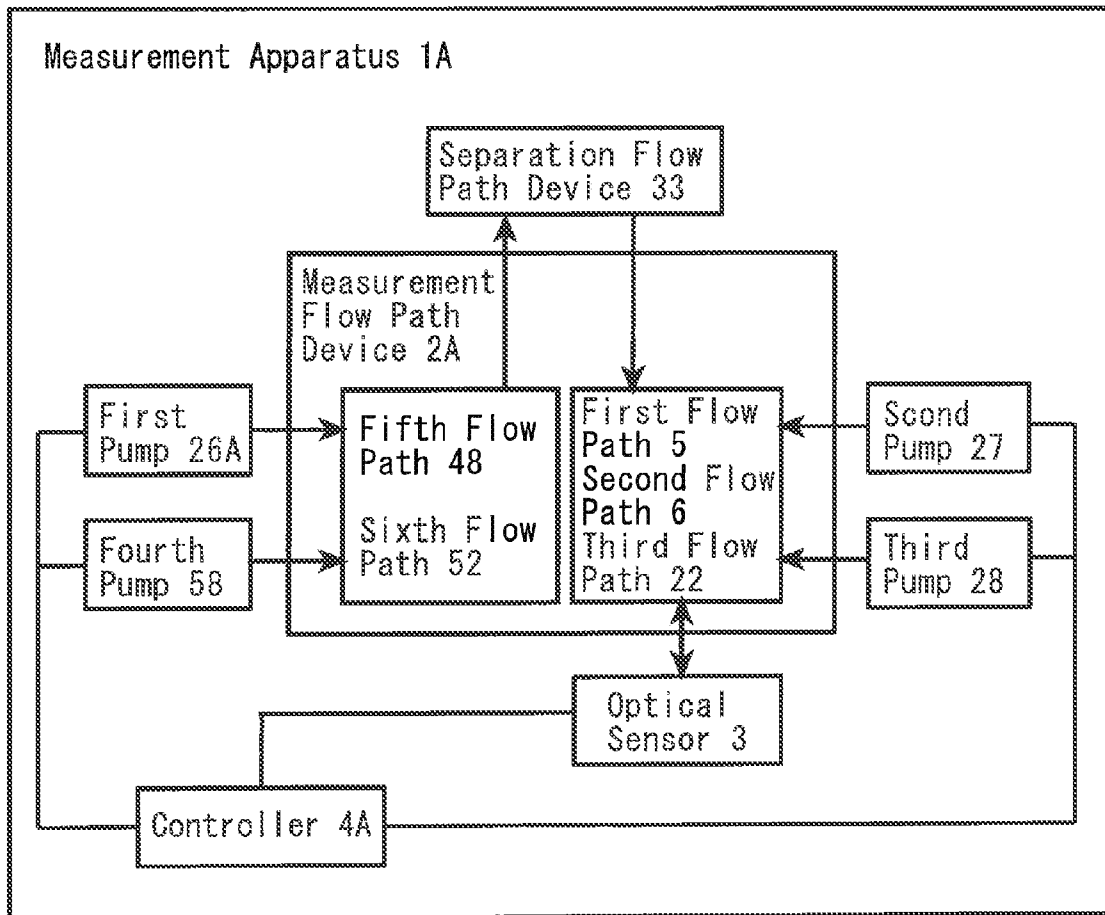 Measurement Apparatus 1A
Separation Flow
Path Device 33
Measurement
Flow Path
Device 2A
First
Pump 26A
Fifth Flow
Path 48
First Flow
Path 5
Second Flow
Path 6
Third Flow
Path 22
Scond
Pump 27
Fourth
Pump 58
Sixth Flow
Path 52
Third
Pump 28
Optical
Sensor 3
Controller 4A